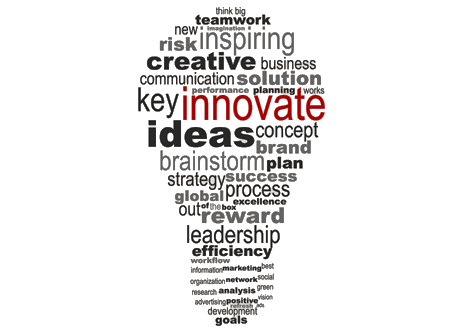 think big
teamwork
new imagination
risk inspiring
creative business
communication solution
performance planning works
key innovate
ideas concept
brand
brainstorm plan
strategy success
global process
excellence
out of the box
reward
leadership
efficiency
workflow
information marketing best
organization network social
research analysis green
advertising positive vision
refresh ads
development
goals